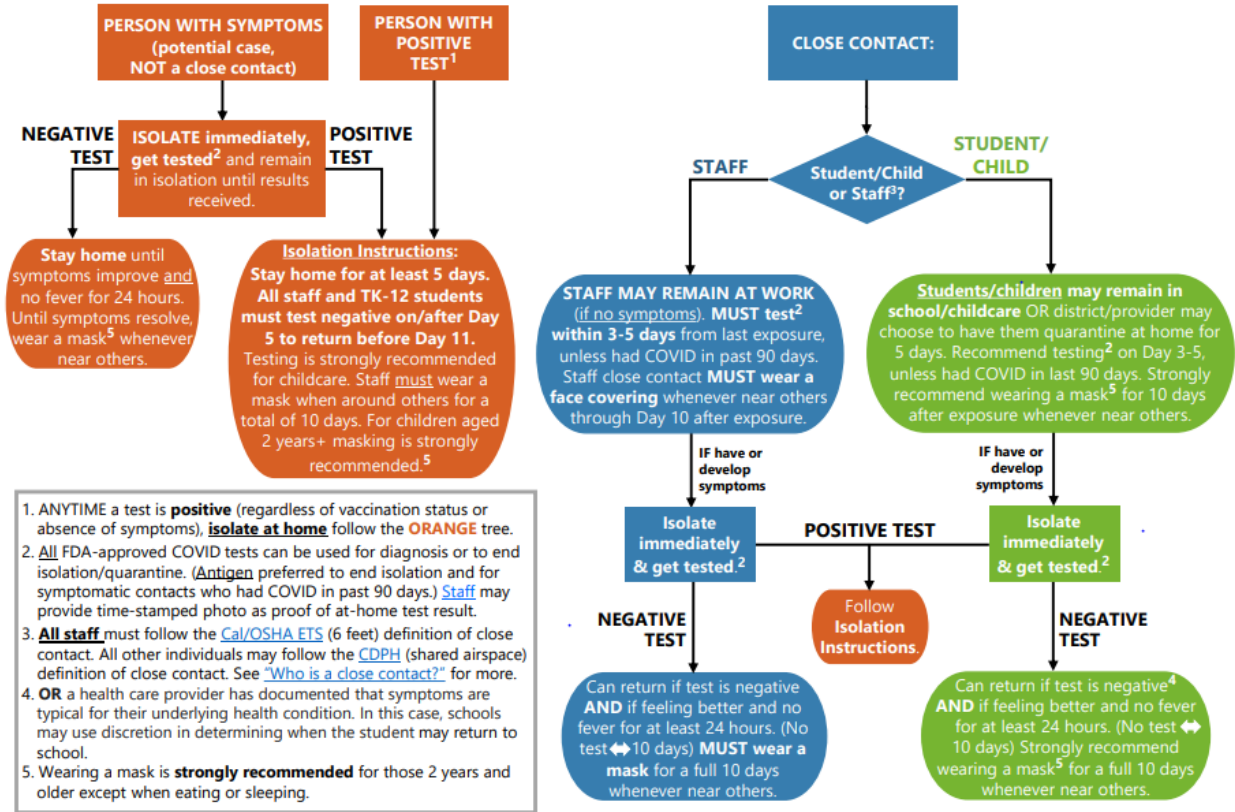 PERSON WITH SYMPTOMS
(potential case,
NOT a close contact)
PERSON WITH
POSITIVE
TEST1
NEGATIVE
TEST
ISOLATE immediately,
get tested2 and remain
in isolation until results
received.
POSITIVE
TEST
Stay home until
symptoms improve and
no fever for 24 hours.
Until symptoms resolve,
wear a mask5 whenever
near others.
Isolation Instructions:
Stay home for at least 5 days.
All staff and TK-12 students
must test negative on/after Day
5 to return before Day 11.
Testing is strongly recommended
for childcare. Staff must wear a
mask when around others for a
total of 10 days. For children aged
2 years+ masking is strongly
recommended.5
1. ANYTIME a test is positive (regardless of vaccination status or
absence of symptoms), isolate at home follow the ORANGE tree.
2. All FDA-approved COVID tests can be used for diagnosis or to end
isolation/quarantine. (Antigen preferred to end isolation and for
symptomatic contacts who had COVID in past 90 days.) Staff may
provide time-stamped photo as proof of at-home test result.
3. All staff must follow the Cal/OSHA ETS (6 feet) definition of close
contact. All other individuals may follow the CDPH (shared airspace)
definition of close contact. See "Who is a close contact?" for more.
4. OR a health care provider has documented that symptoms are
typical for their underlying health condition. In this case, schools
may use discretion in determining when the student may return to
school.
5. Wearing a mask is strongly recommended for those 2 years and
older except when eating or sleeping.
CLOSE CONTACT:
STAFF
Student/Child
or Staff3?
STUDENT/
CHILD
STAFF MAY REMAIN AT WORK
(if no symptoms). MUST test2
within 3-5 days from last exposure,
unless had COVID in past 90 days.
Staff close contact MUST wear a
face covering whenever near others
through Day 10 after exposure.
Students/children may remain in
school/childcare OR district/provider may
choose to have them quarantine at home for
5 days. Recommend testing2 on Day 3-5,
unless had COVID in last 90 days. Strongly
recommend wearing a mask5 for 10 days
after exposure whenever near others.
IF have or
develop
symptoms
IF have or
develop
symptoms
Isolate
immediately
& get tested.2
POSITIVE TEST
Isolate
immediately
& get tested.2
NEGATIVE
TEST
Follow
Isolation
Instructions.
NEGATIVE
TEST
Can return if test is negative
AND if feeling better and no
fever for at least 24 hours. (No
test ⬌ 10 days) MUST wear a
mask for a full 10 days
whenever near others.
Can return if test is negative4
AND if feeling better and no fever
for at least 24 hours. (No test ⬌
10 days) Strongly recommend
wearing a mask5 for a full 10 days
whenever near others.